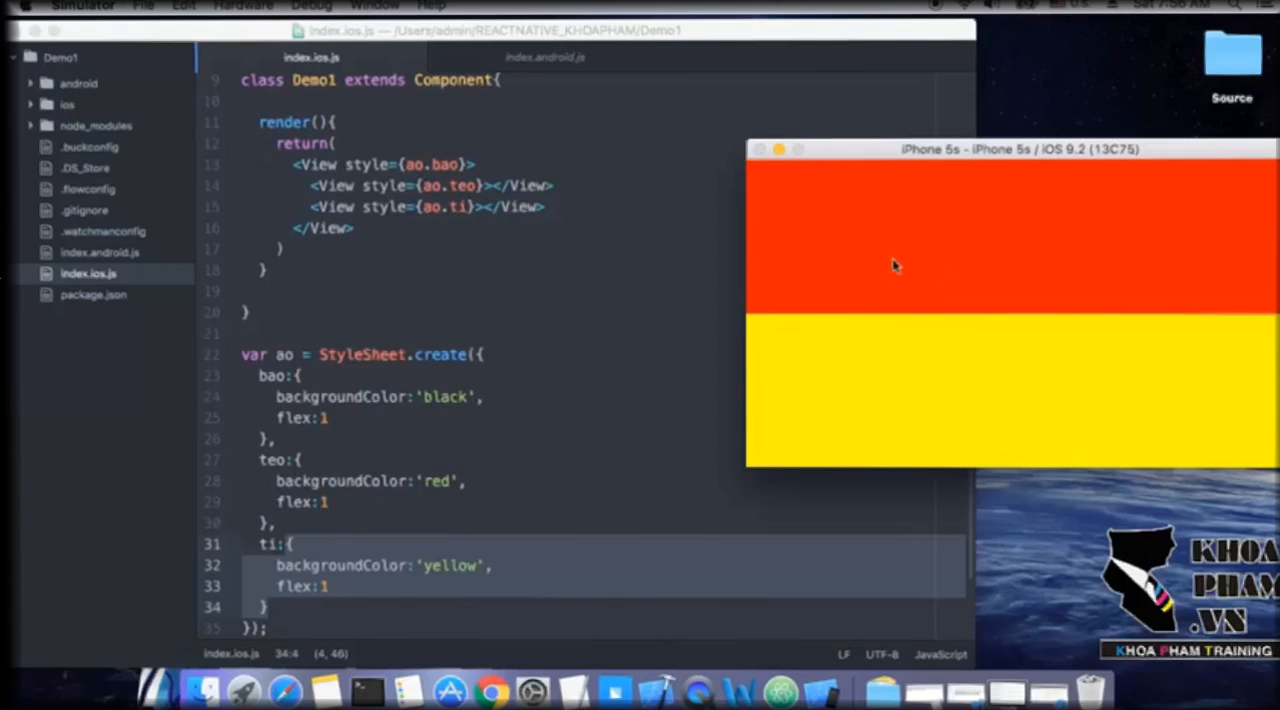 Simulator File Edit Hardware Debug Window Help
Sat 7:56 AM
index.ios.js — /Users/admin/REACTNATIVE_KHOAPHAM/Demo1
Demo1
android
ios
node_modules
.buckconfig
.DS_Store
.flowconfig
.gitignore
.watchmanconfig
index.android.js
index.ios.js
package.json
index.ios.js
index.android.js
9 class Demo1 extends Component{
10
11 render(){
12 return(
13 <View style={ao.bao}>
14 <View style={ao.teo}></View>
15 <View style={ao.ti}></View>
16 </View>
17 )
18 }
19
20 }
21
22 var ao = StyleSheet.create({
23 bao:{
24 backgroundColor:'black',
25 flex:1
26 },
27 teo:{
28 backgroundColor:'red',
29 flex:1
30 },
31 ti:{
32 backgroundColor:'yellow',
33 flex:1
34 }
35 });
index.ios.js 34:4 (4, 46)
LF UTF-8 JavaScript
Source
iPhone 5s - iPhone 5s / iOS 9.2 (13C75)
KHOA
PHAM
.VN
KHOA PHAM TRAINING